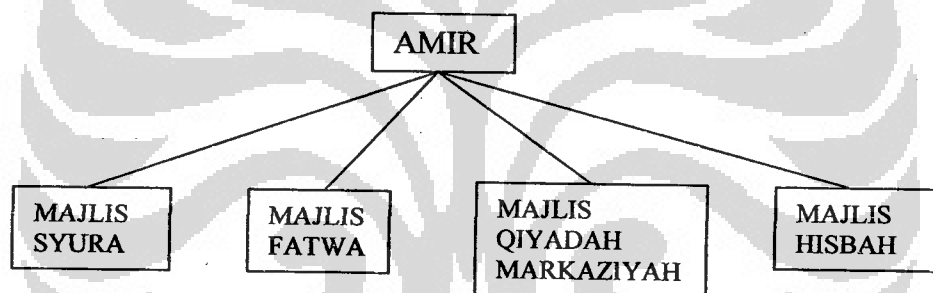 AMIR
MAJLIS
SYURA
MAJLIS
FATWA
MAJLIS
QIYADAH
MARKAZIYAH
MAJLIS
HISBAH